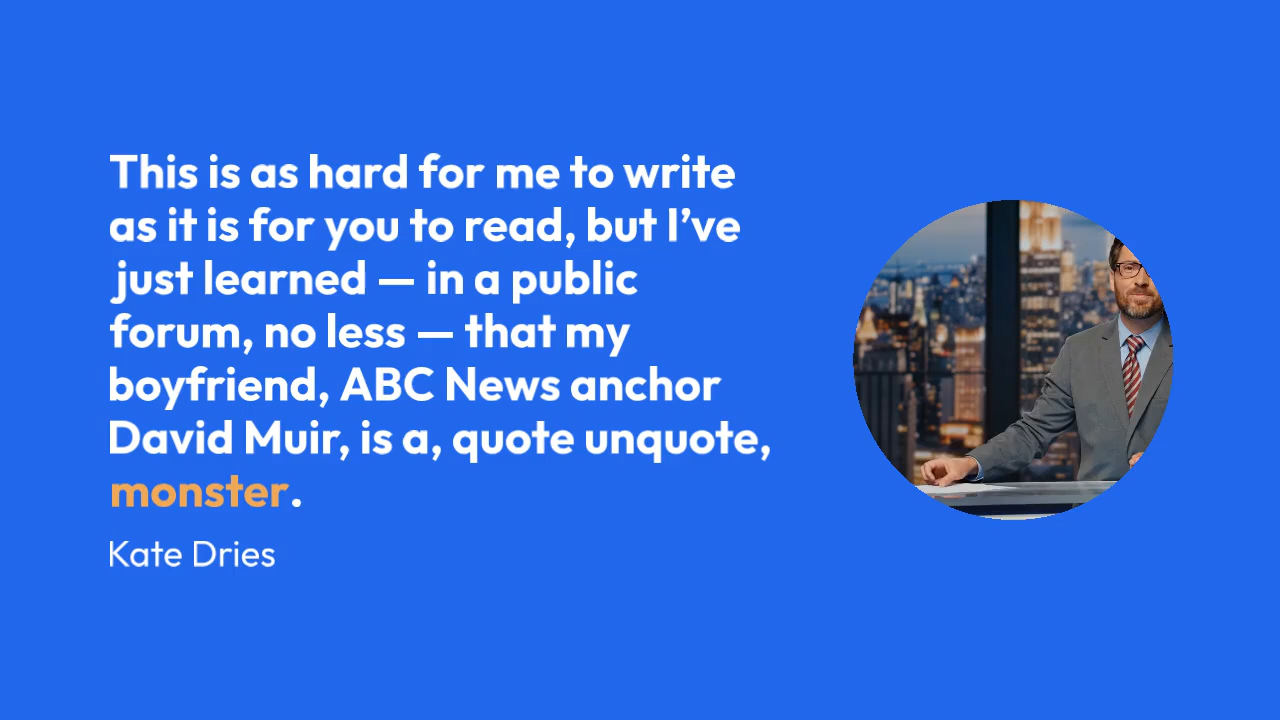 This is as hard for me to write
as it is for you to read, but I’ve
just learned — in a public
forum, no less — that my
boyfriend, ABC News anchor
David Muir, is a, quote unquote,
monster.
Kate Dries